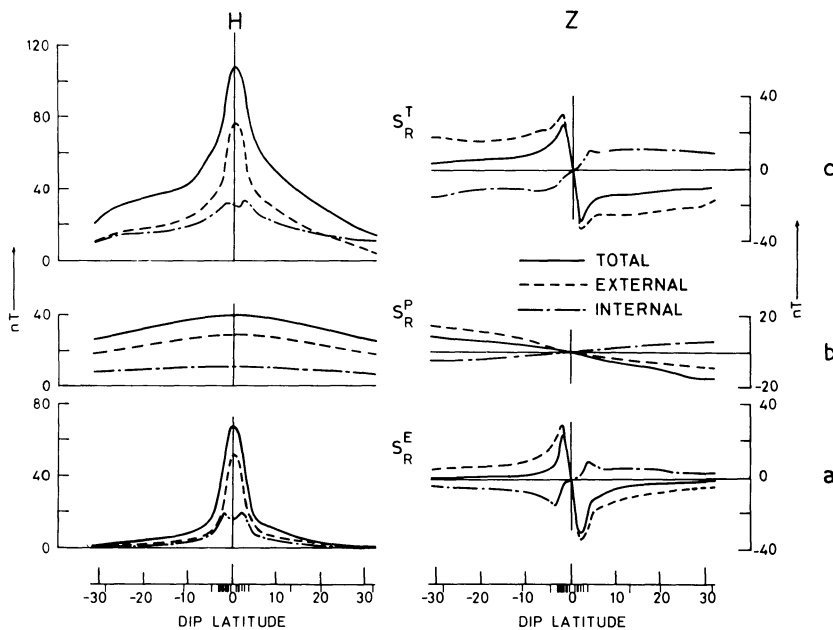 H
Z
120
80
40
0
nT
S_R^T
40
0
-40
c
nT
TOTAL
EXTERNAL
INTERNAL
40
0
S_R^P
20
0
-20
b
80
40
0
S_R^E
40
0
-40
a
-30 -20 -10 0 10 20 30
DIP LATITUDE
-30 -20 -10 0 10 20 30
DIP LATITUDE